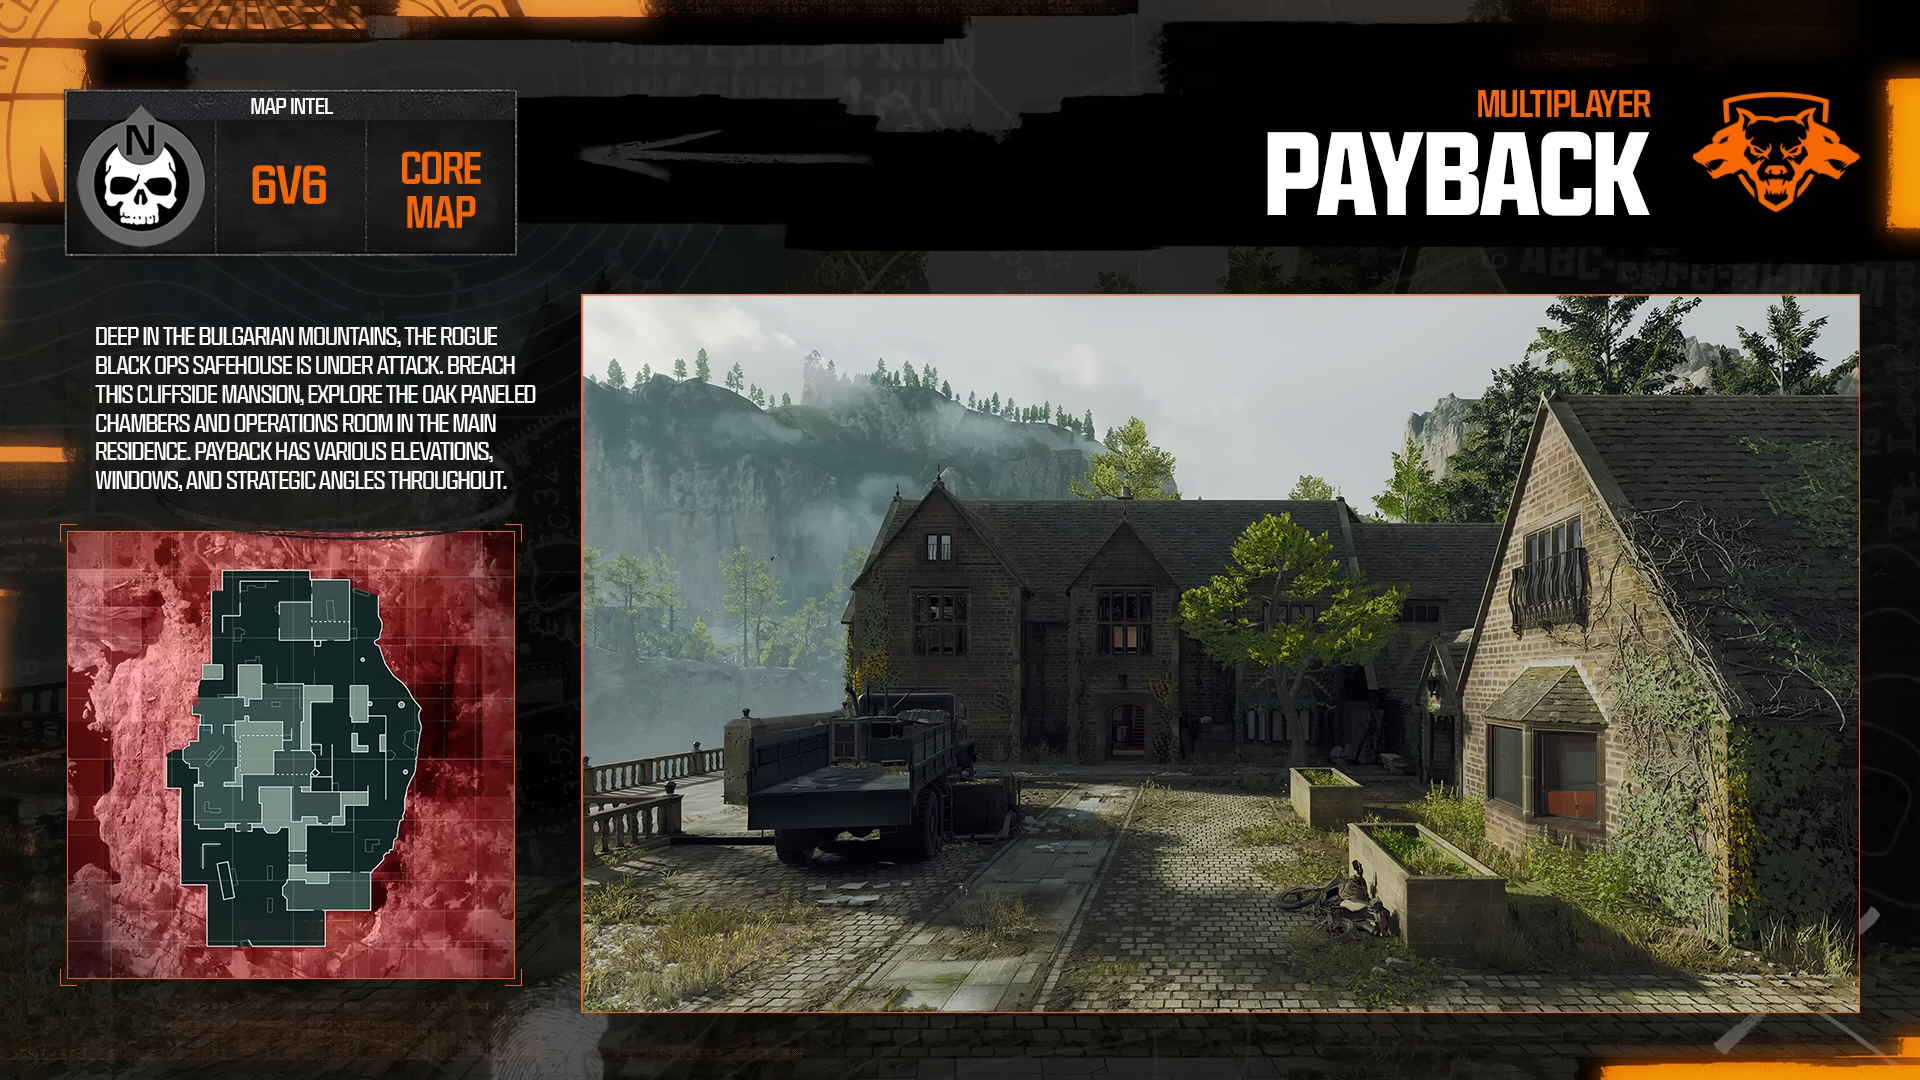 MAP INTEL
N
6V6
CORE
MAP
MULTIPLAYER
PAYBACK
DEEP IN THE BULGARIAN MOUNTAINS, THE ROGUE
BLACK OPS SAFEHOUSE IS UNDER ATTACK. BREACH
THIS CLIFFSIDE MANSION, EXPLORE THE OAK PANELED
CHAMBERS AND OPERATIONS ROOM IN THE MAIN
RESIDENCE. PAYBACK HAS VARIOUS ELEVATIONS,
WINDOWS, AND STRATEGIC ANGLES THROUGHOUT.